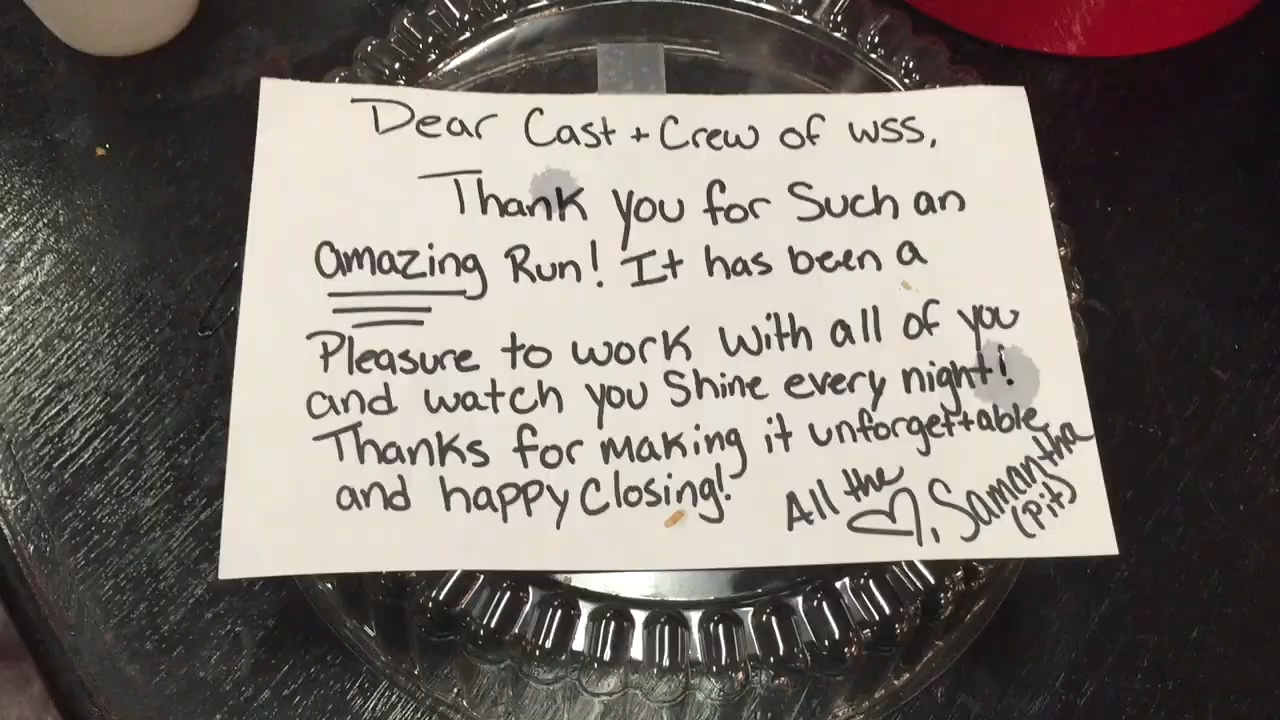 Dear Cast + Crew of WSS,
Thank you for Such an
amazing Run! It has been a
Pleasure to work with all of you
and watch you Shine every night!
Thanks for making it unforgettable
and happy Closing!
All the ♡, Samantha
(Pit)